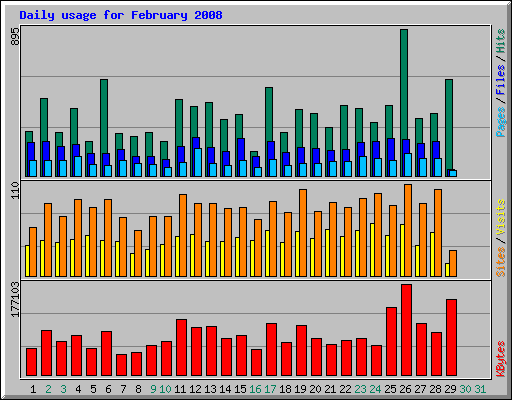 Daily usage for February 2008
895
Pages / Files / Hits
110
Sites / Visits
177103
KBytes
1 2 3 4 5 6 7 8 9 10 11 12 13 14 15 16 17 18 19 20 21 22 23 24 25 26 27 28 29 30 31